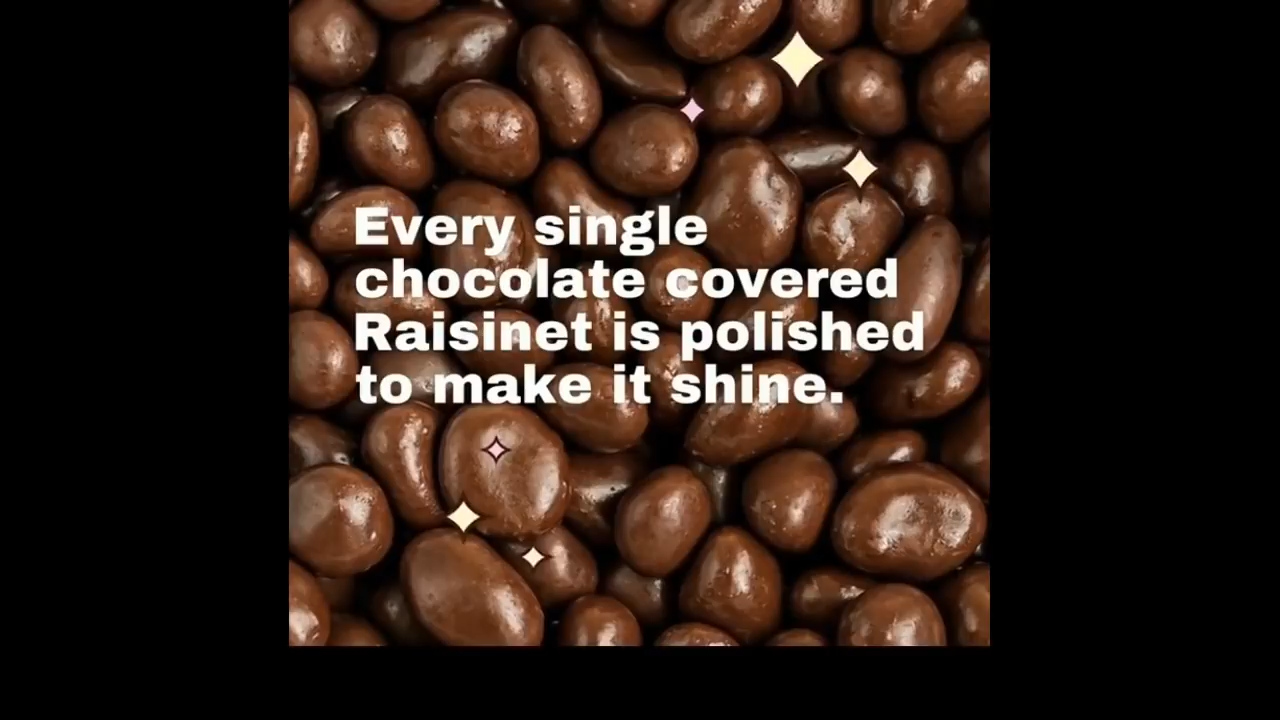 Every single
chocolate covered
Raisinet is polished
to make it shine.